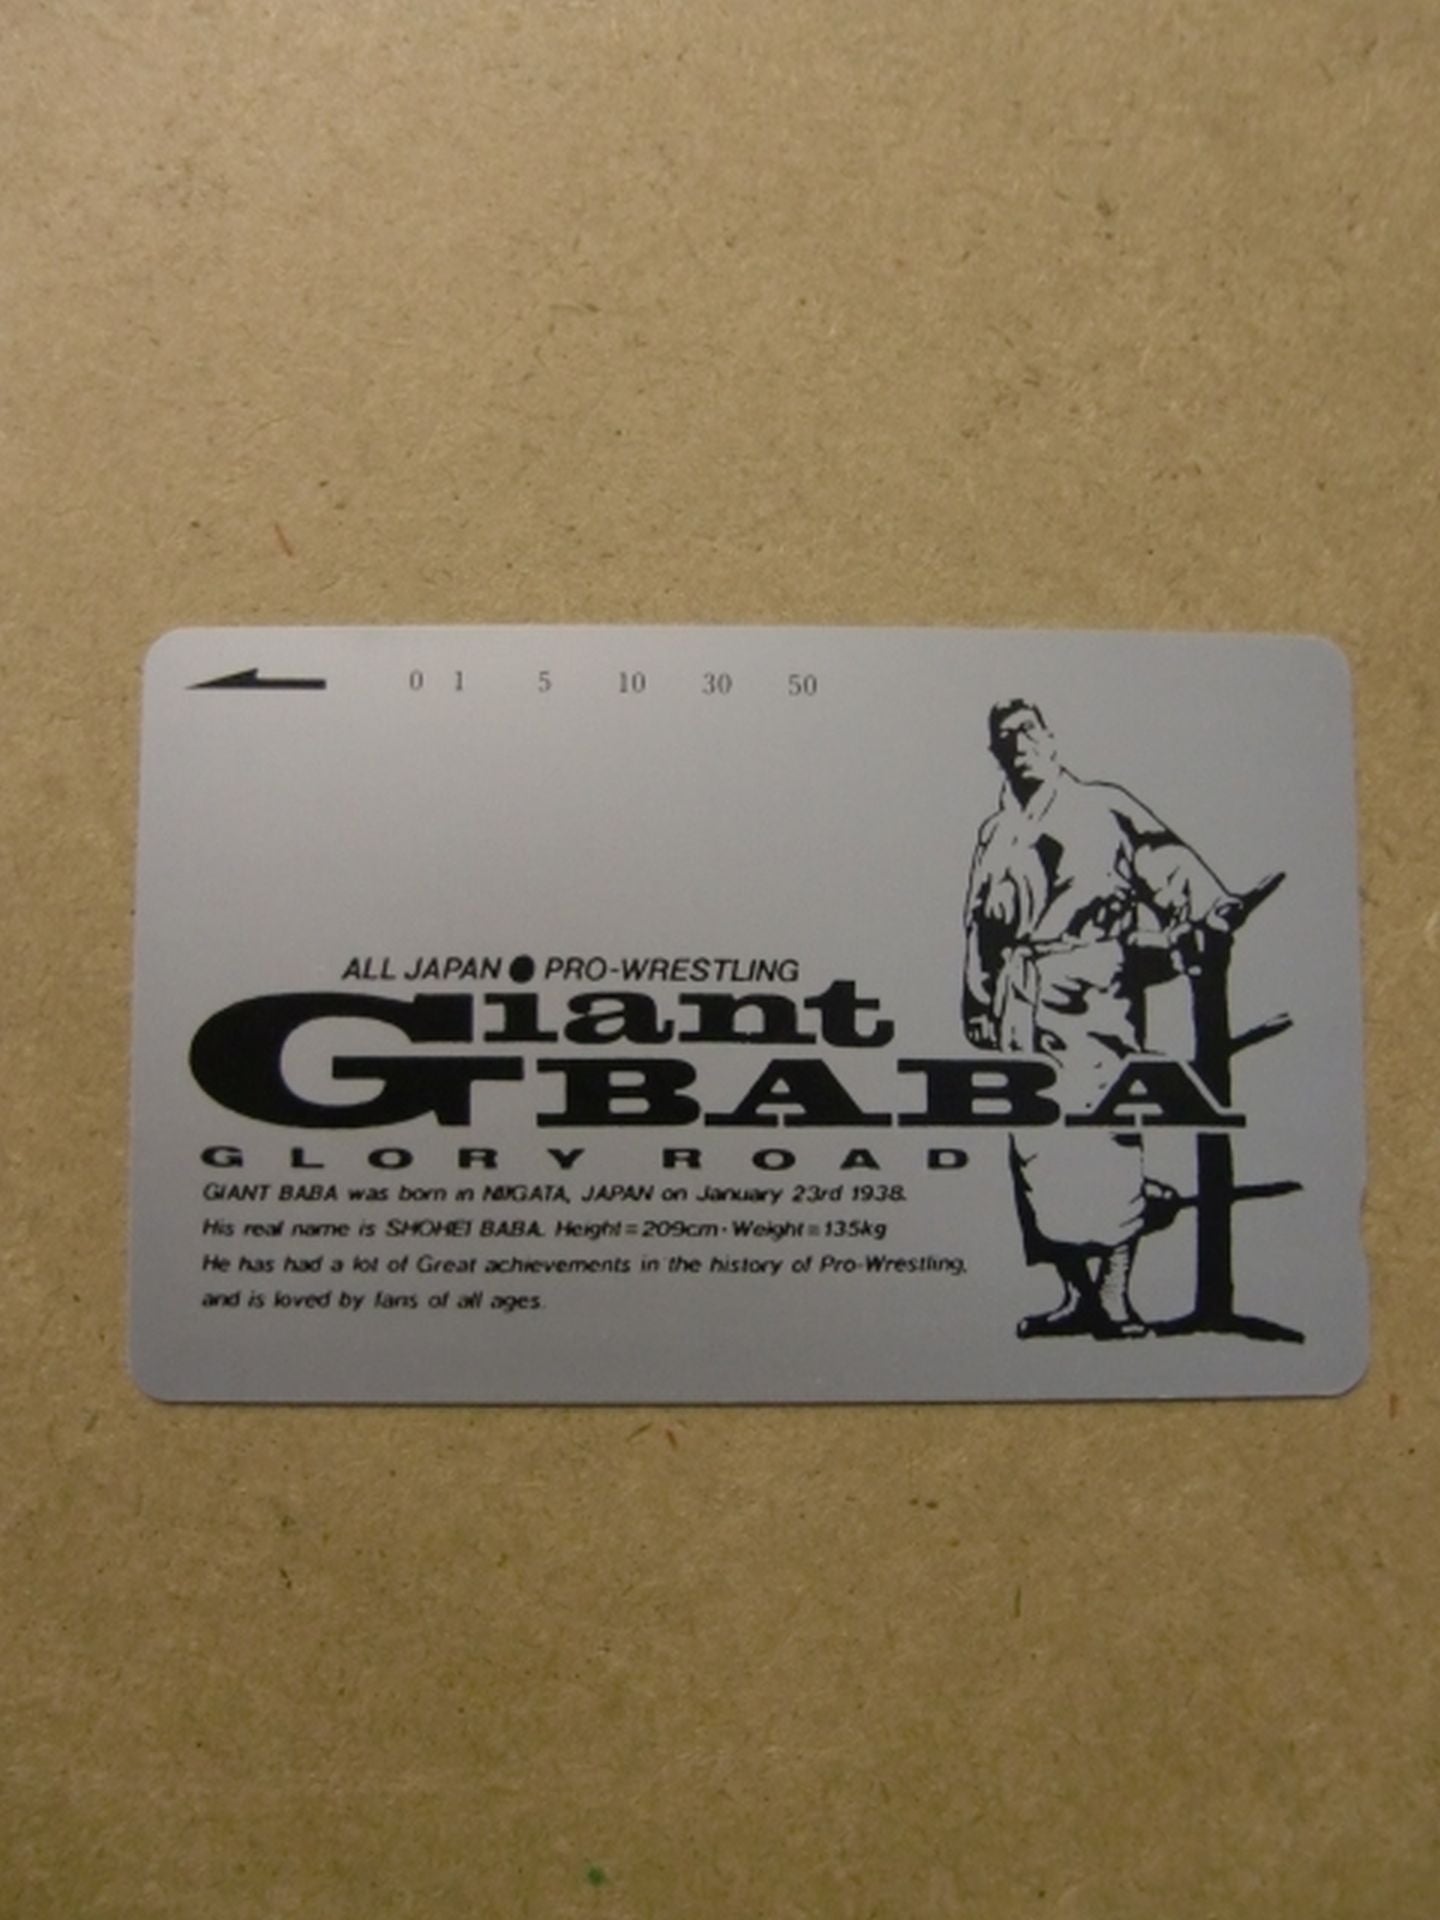 0 1 5 10 30 50
ALL JAPAN ● PRO-WRESTLING
Giant
BABA
GLORY ROAD
GIANT BABA was born in NIIGATA, JAPAN on January 23rd 1938.
His real name is SHOHEI BABA. Height=209cm·Weight=135kg
He has had a lot of Great achievements in the history of Pro-Wrestling,
and is loved by fans of all ages.